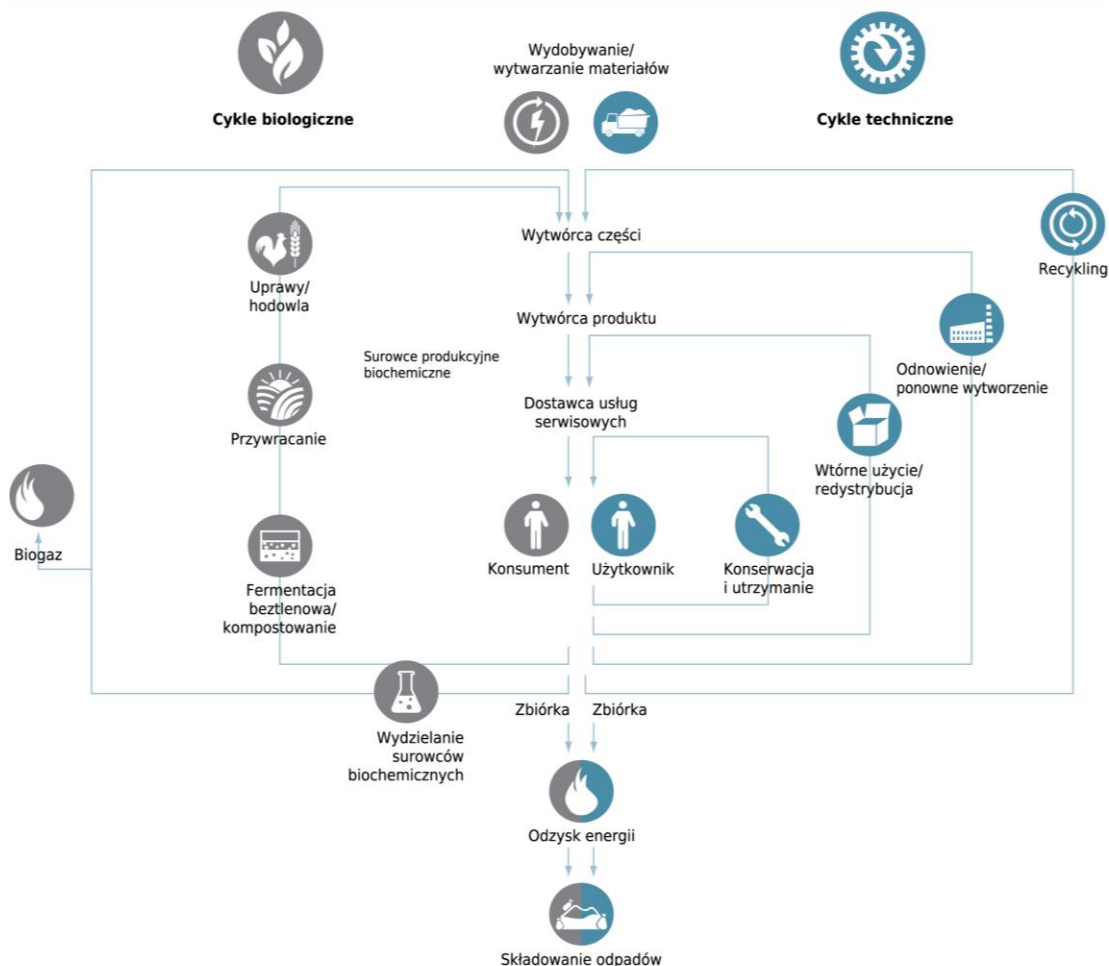 Wydobywanie/
wytwarzanie materiałów
Cykle biologiczne
Cykle techniczne
Wytwórca części
Recykling
Uprawy/
hodowla
Wytwórca produktu
Surowce produkcyjne
biochemiczne
Odnowienie/
ponowne wytworzenie
Dostawca usług
serwisowych
Przywracanie
Wtórne użycie/
redystrybucja
Biogaz
Konsument
Użytkownik
Konserwacja
i utrzymanie
Fermentacja
beztlenowa/
kompostowanie
Zbiórka
Zbiórka
Wydzielanie
surowców
biochemicznych
Odzysk energii
Składowanie odpadów